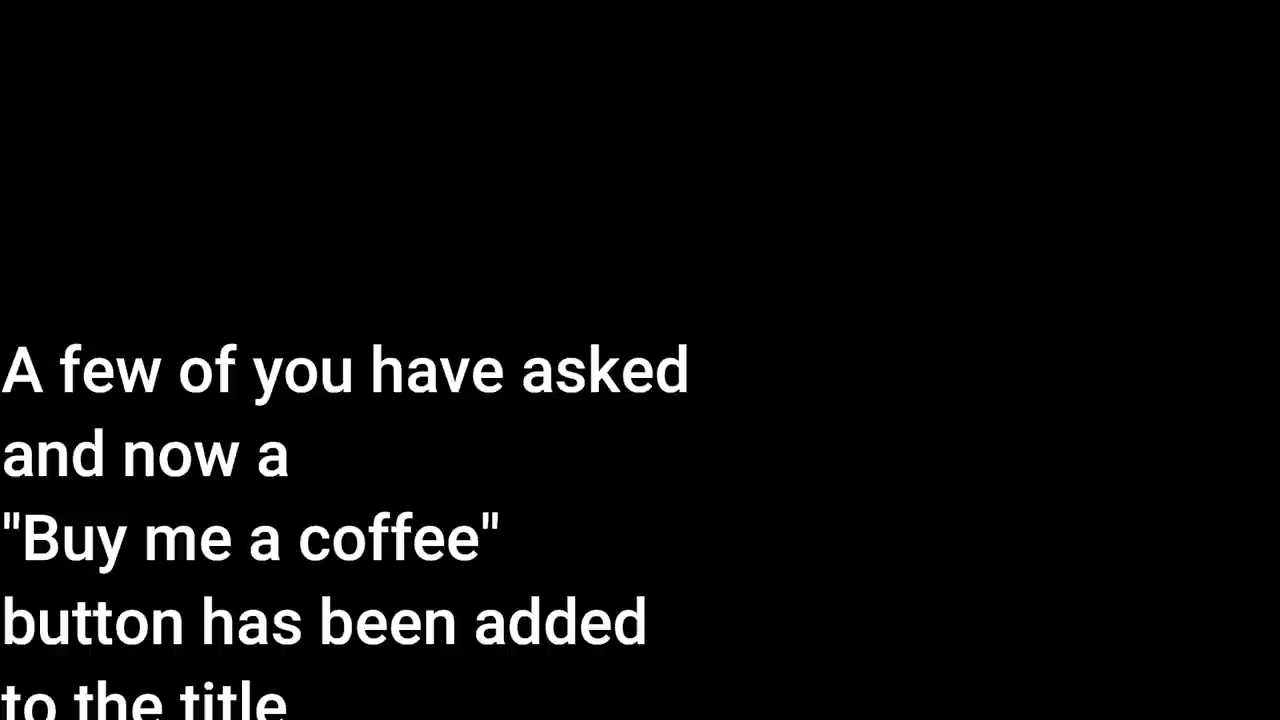 A few of you have asked
and now a
"Buy me a coffee"
button has been added
to the title